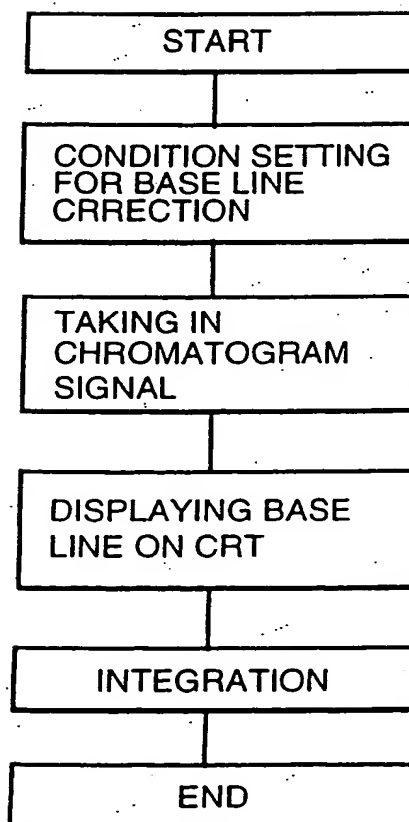 START
CONDITION SETTING
FOR BASE LINE
CRRECTION
TAKING IN
CHROMATOGRAM
SIGNAL
DISPLAYING BASE
LINE ON CRT
INTEGRATION
END